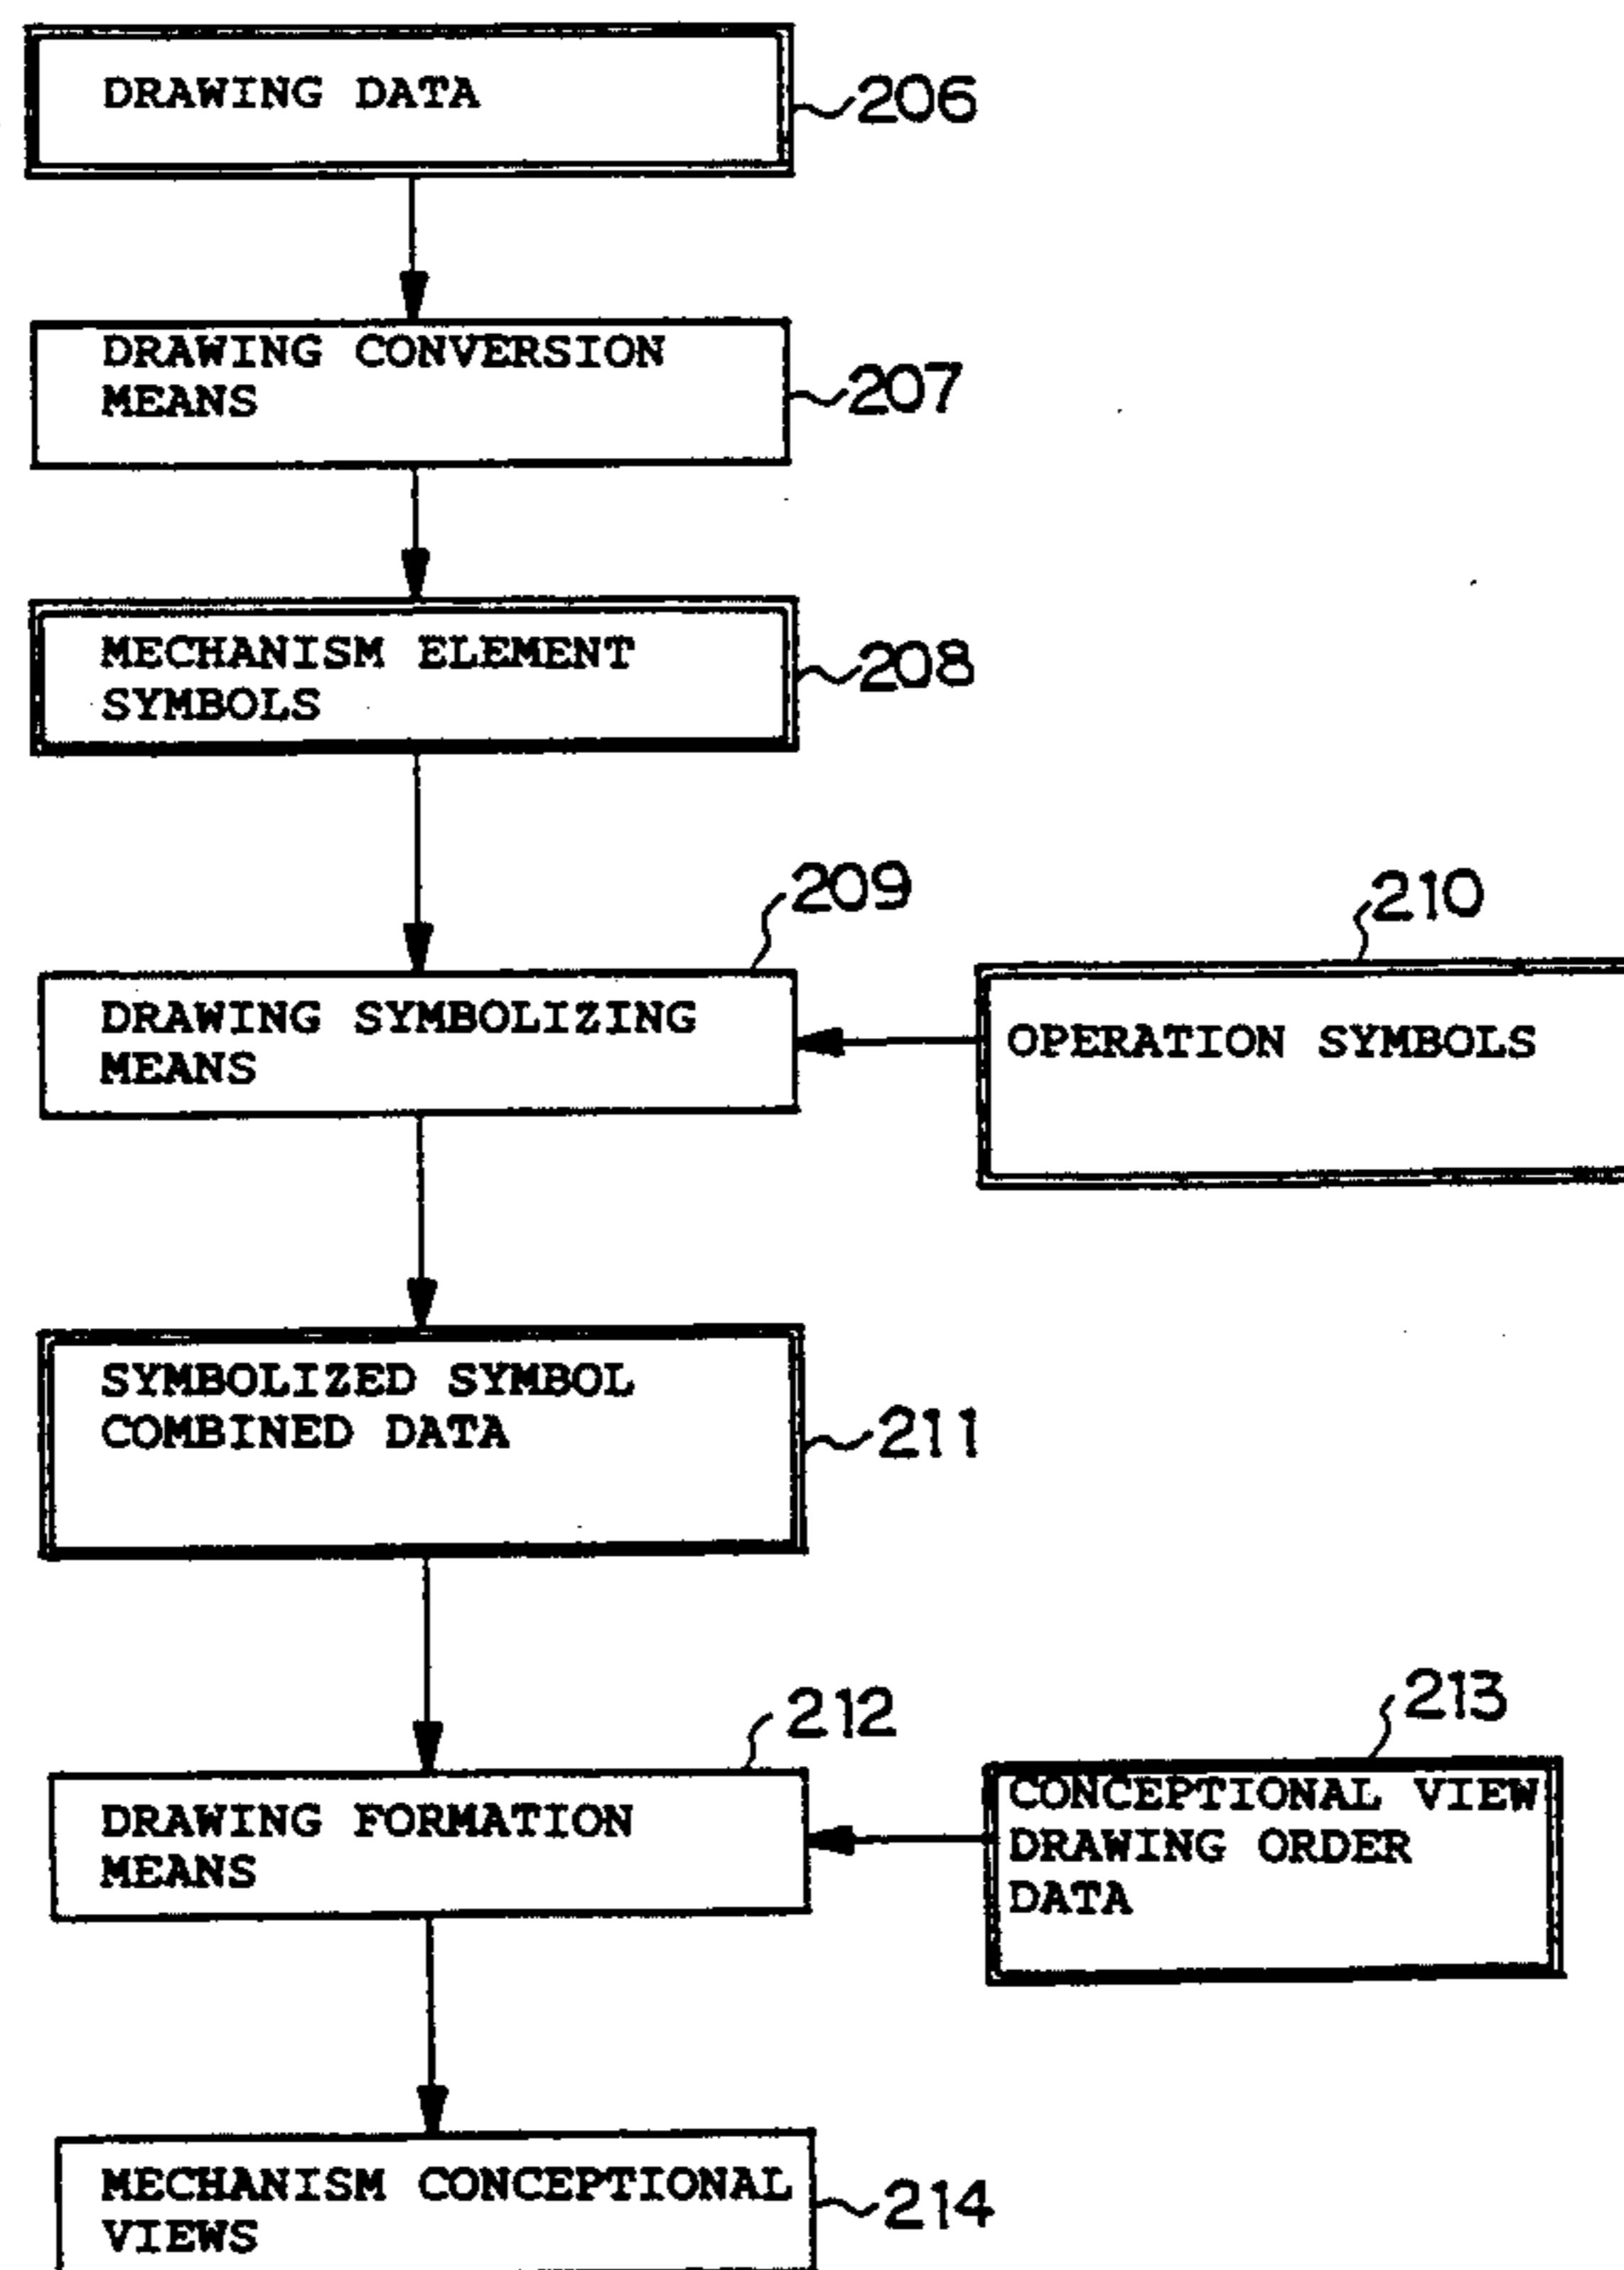 DRAWING DATA
206
DRAWING CONVERSION
MEANS
207
MECHANISM ELEMENT
SYMBOLS
208
209
210
DRAWING SYMBOLIZING
MEANS
OPERATION SYMBOLS
SYMBOLIZED SYMBOL
COMBINED DATA
211
212
213
DRAWING FORMATION
MEANS
CONCEPTIONAL VIEW
DRAWING ORDER
DATA
MECHANISM CONCEPTIONAL
VIEWS
214